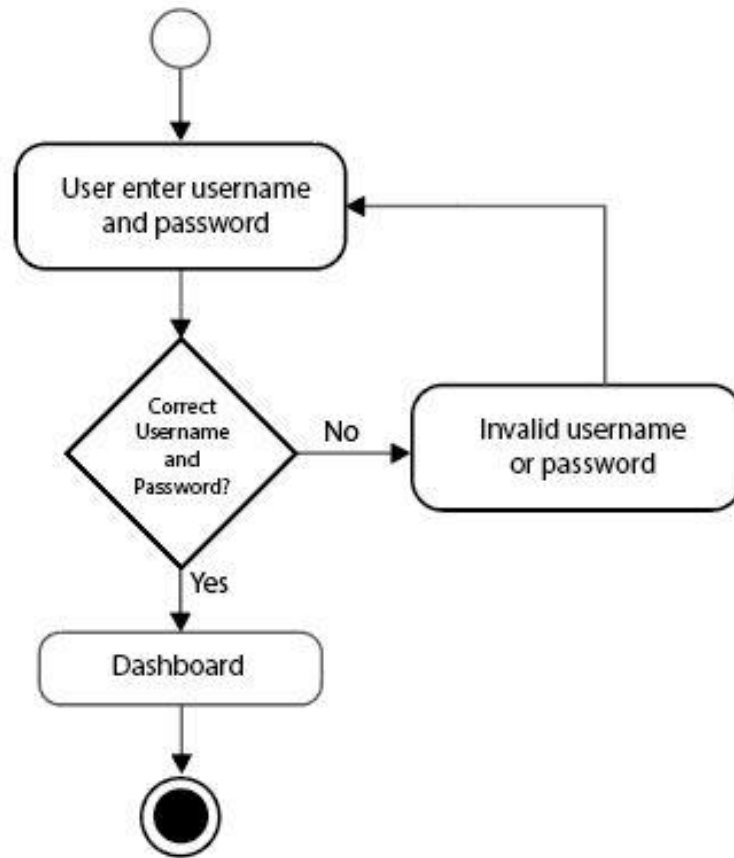 User enter username
and password
Correct
Username
and
Password?
No
Invalid username
or password
Yes
Dashboard